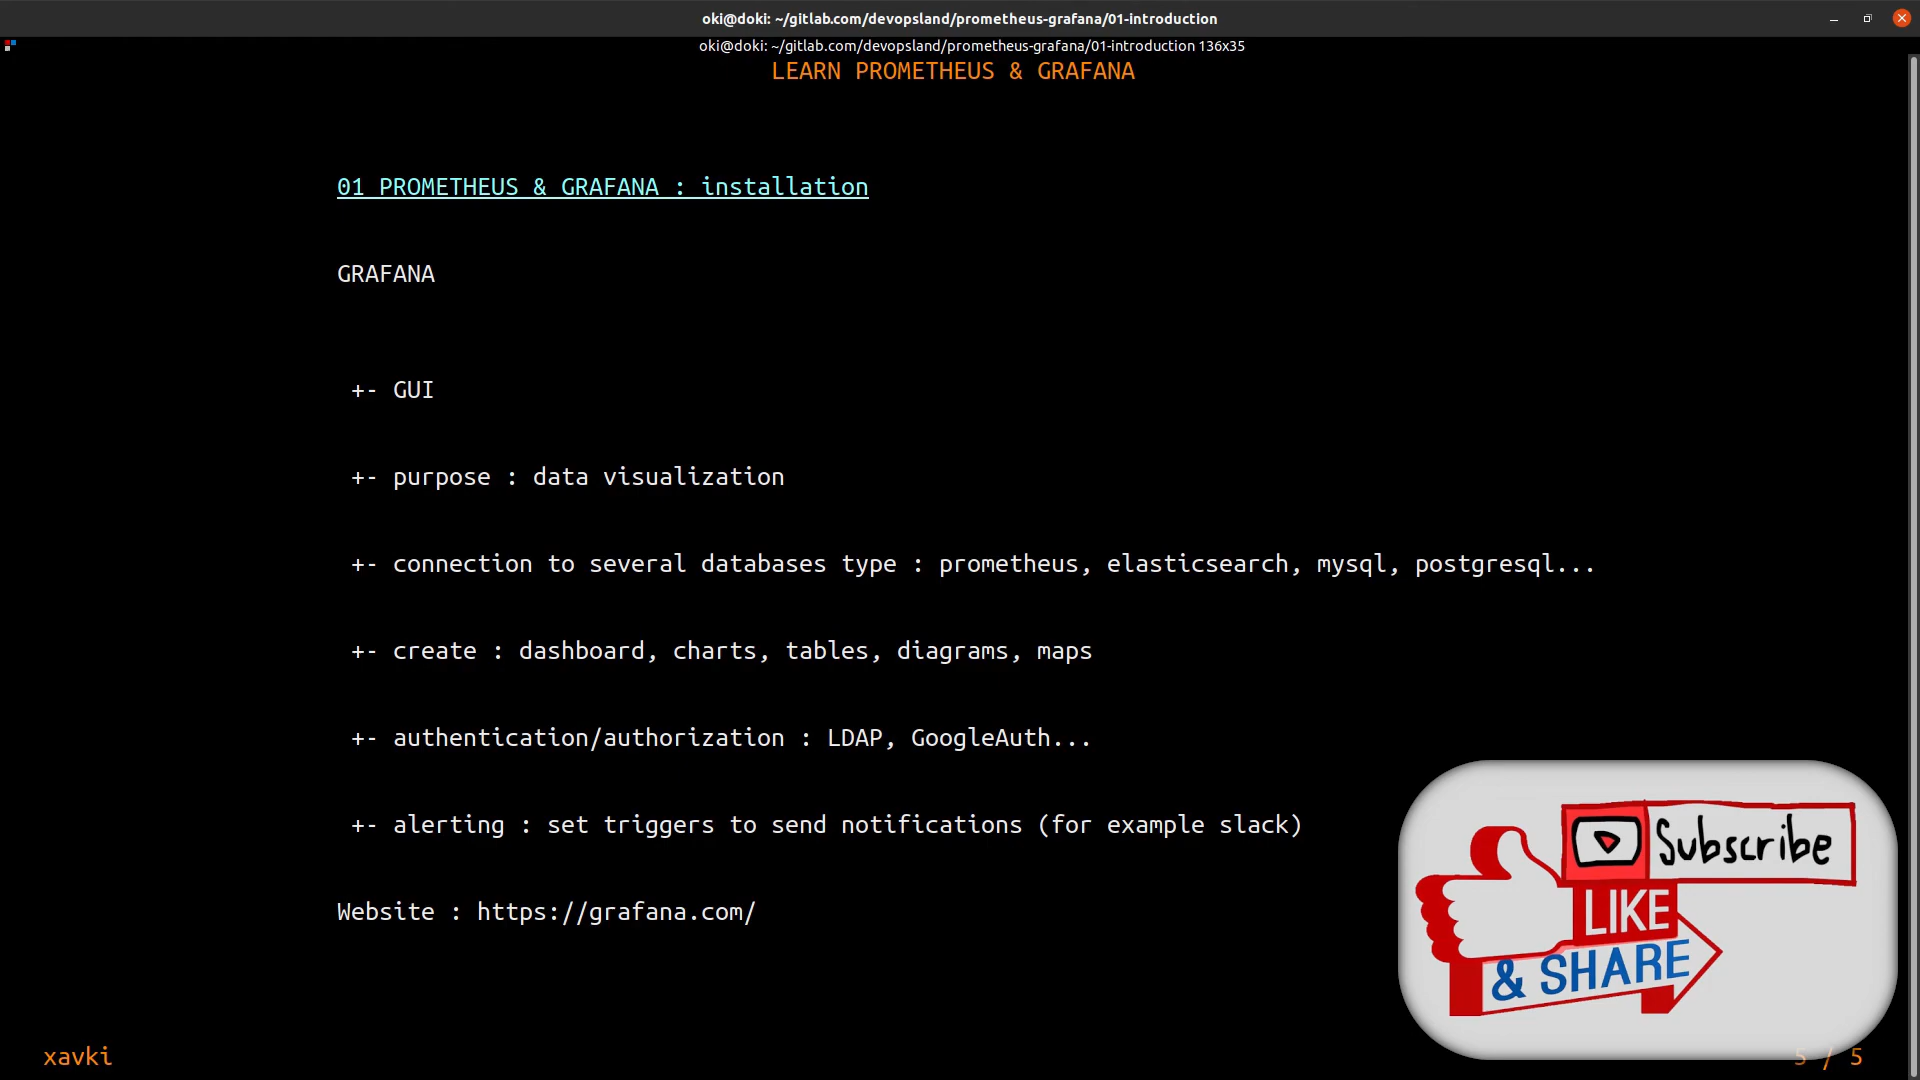 oki@doki: ~/gitlab.com/devopsland/prometheus-grafana/01-introduction
oki@doki: ~/gitlab.com/devopsland/prometheus-grafana/01-introduction 136x35
LEARN PROMETHEUS & GRAFANA
01 PROMETHEUS & GRAFANA : installation
GRAFANA
+- GUI
+- purpose : data visualization
+- connection to several databases type : prometheus, elasticsearch, mysql, postgresql...
+- create : dashboard, charts, tables, diagrams, maps
+- authentication/authorization : LDAP, GoogleAuth...
+- alerting : set triggers to send notifications (for example slack)
Website : https://grafana.com/
Subscribe
LIKE
& SHARE
xavki
5 / 5